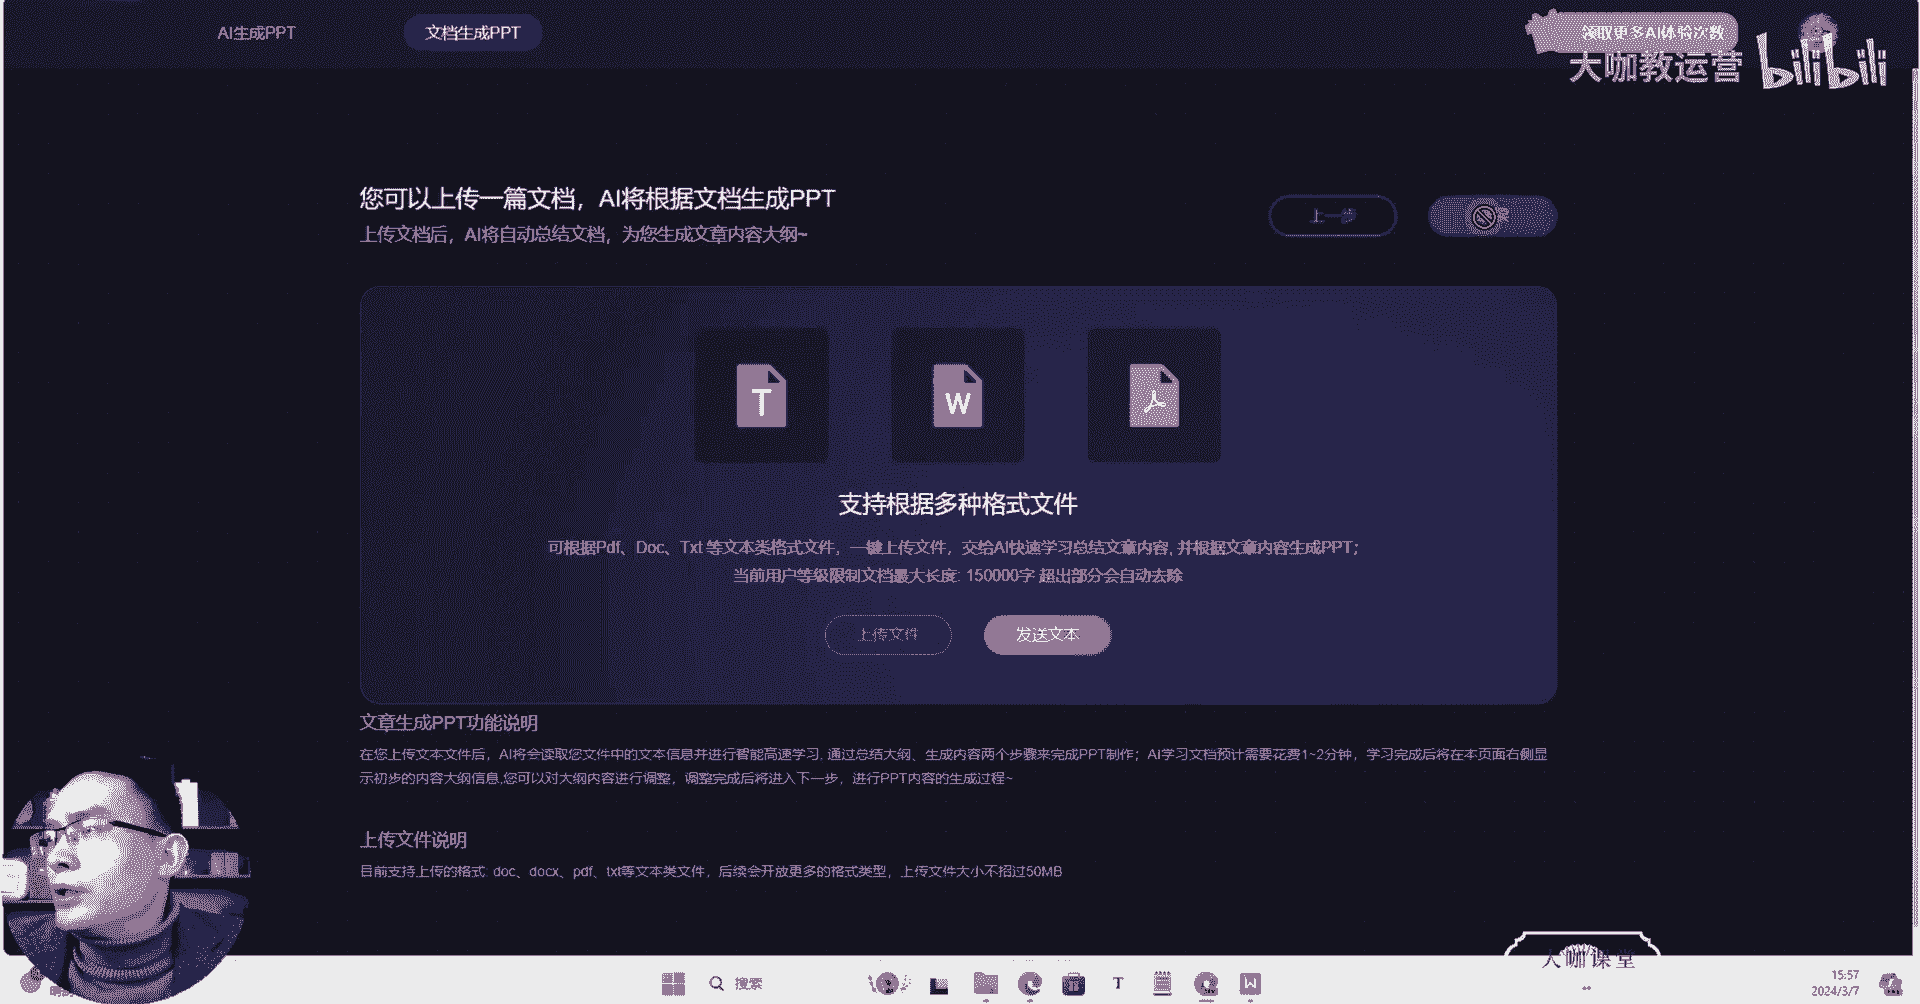 AI生成PPT
文档生成PPT
领取更多AI体验次数
大咖教运营 bilibili
您可以上传一篇文档，AI将根据文档生成PPT
上传文档后，AI将自动总结文档，为您生成文章内容大纲~
上一步
T
W
支持根据多种格式文件
可根据Pdf、Doc、Txt 等文本类格式文件，一键上传文件，交给AI快速学习总结文章内容, 并根据文章内容生成PPT；
当前用户等级限制文档最大长度: 150000字 超出部分会自动去除
上传文件
发送文本
文章生成PPT功能说明
在您上传文本文件后，AI将会读取您文件中的文本信息并进行智能高速学习, 通过总结大纲、生成内容两个步骤来完成PPT制作；AI学习文档预计需要花费1~2分钟，学习完成后将在本页面右侧显
示初步的内容大纲信息,您可以对大纲内容进行调整，调整完成后将进入下一步，进行PPT内容的生成过程~
上传文件说明
目前支持上传的格式: doc、docx、pdf、txt等文本类文件，后续会开放更多的格式类型，上传文件大小不超过50MB
大咖课堂
搜索
T
W
15:57
2024/3/7